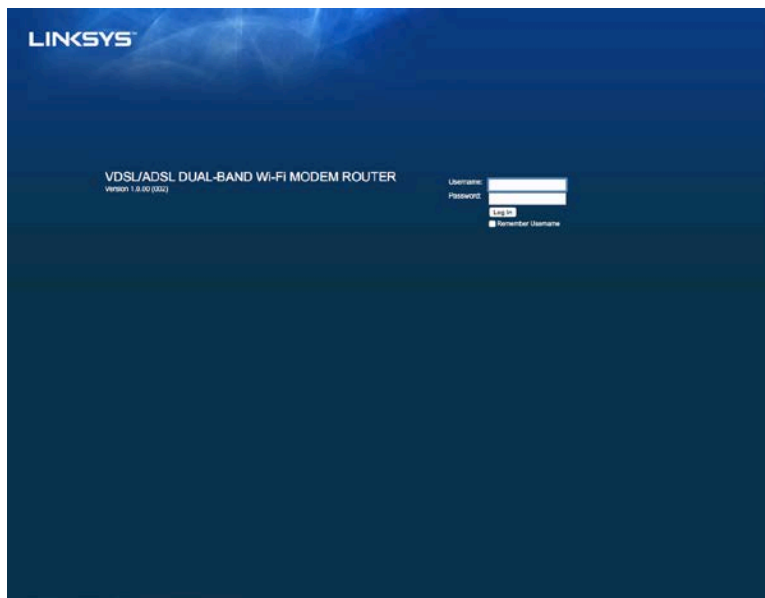 LINKSYS
VDSL/ADSL DUAL-BAND Wi-Fi MODEM ROUTER
Version 1.0.00 (002)
Username:
Password:
Log In
Remember Username